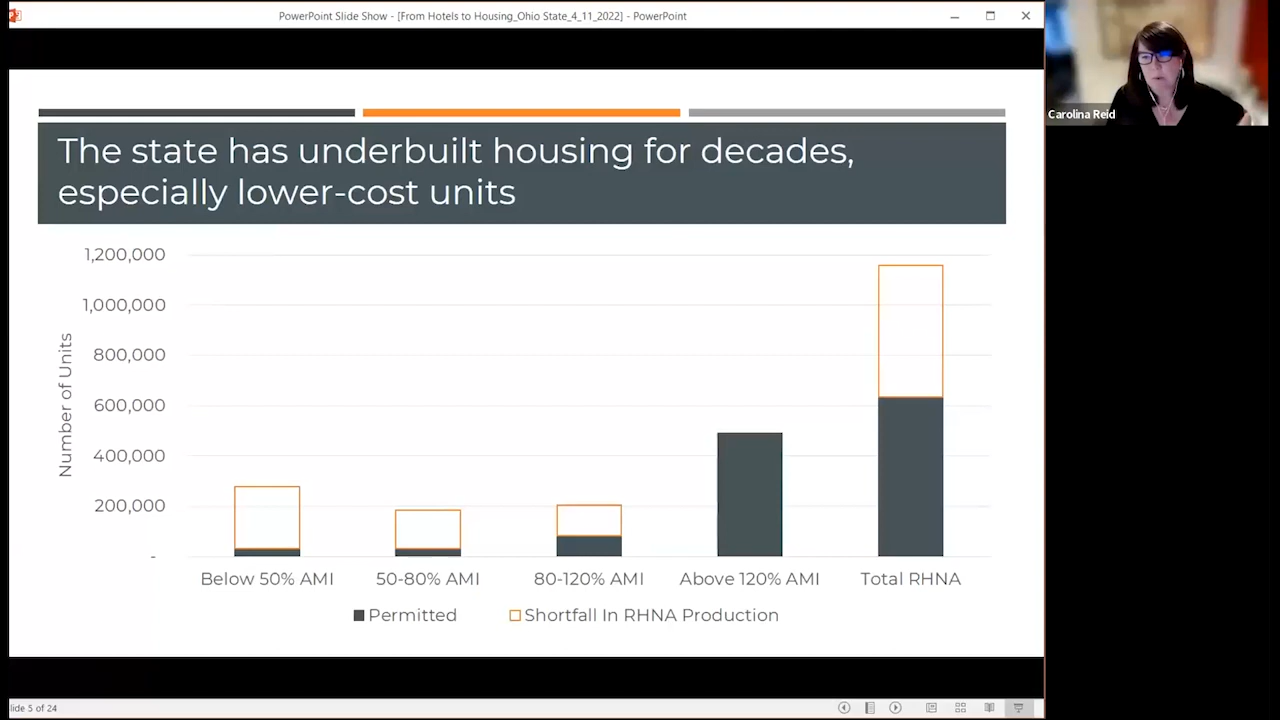 PowerPoint Slide Show - [From Hotels to Housing_Ohio State_4_11_2022] - PowerPoint
Carolina Reid
The state has underbuilt housing for decades,
especially lower-cost units
1,200,000
1,000,000
800,000
600,000
400,000
200,000
-
Number of Units
Below 50% AMI
50-80% AMI
80-120% AMI
Above 120% AMI
Total RHNA
Permitted
Shortfall In RHNA Production
lide 5 of 24